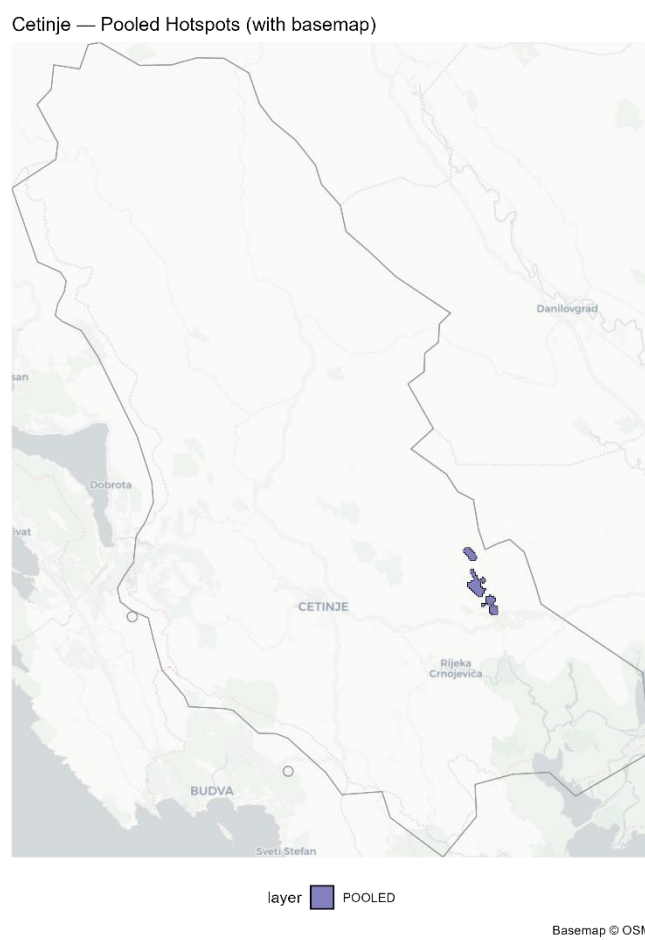 Cetinje — Pooled Hotspots (with basemap)
Danilovgrad
san
Dobrota
ivat
CETINJE
Rijeka
Crnojevića
BUDVA
Sveti Stefan
layer POOLED
Basemap © OSM